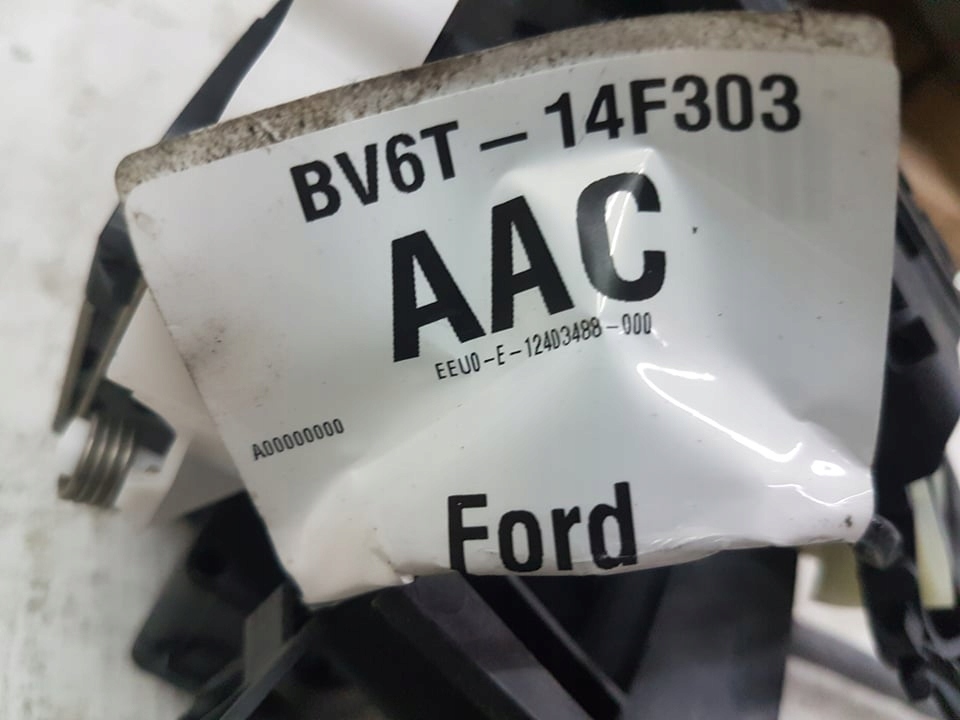 BV6T-14F303
AAC
EEU0-E-12403488-000
A00000000
Ford